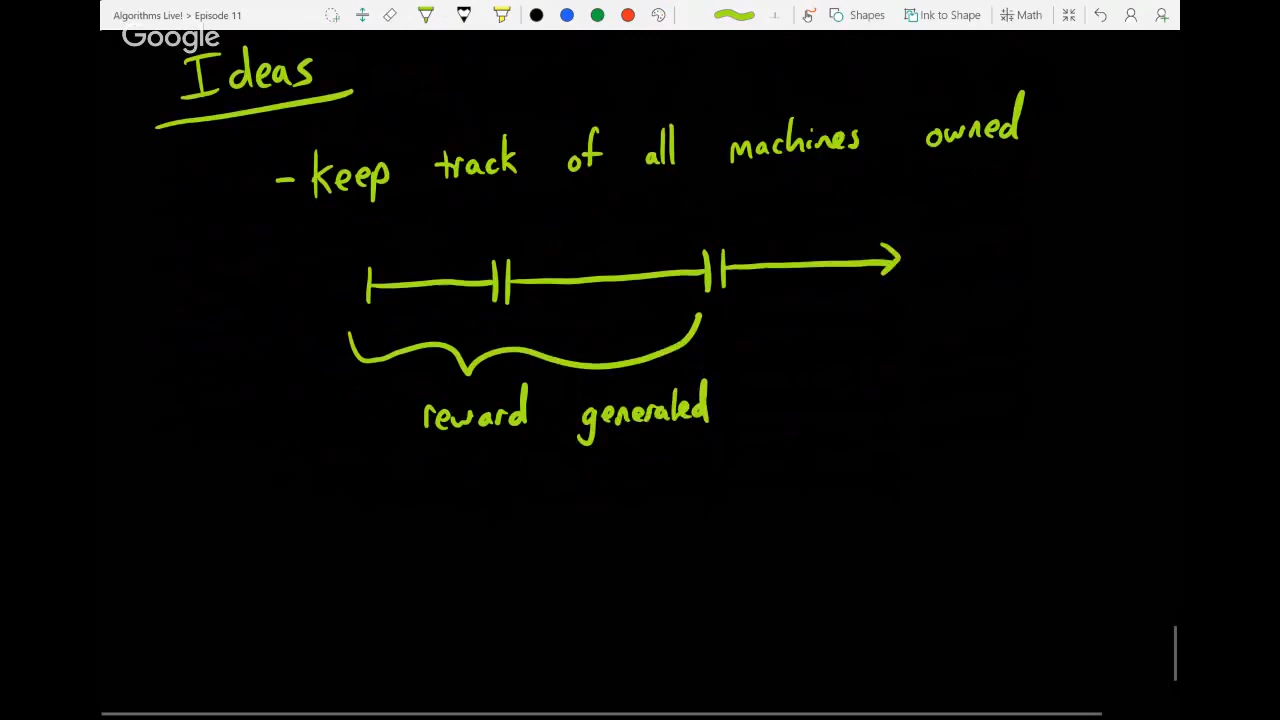 Algorithms Live! > Episode 11
Shapes
Ink to Shape
Math
Google
Ideas
- Keep track of all machines owned
reward generated